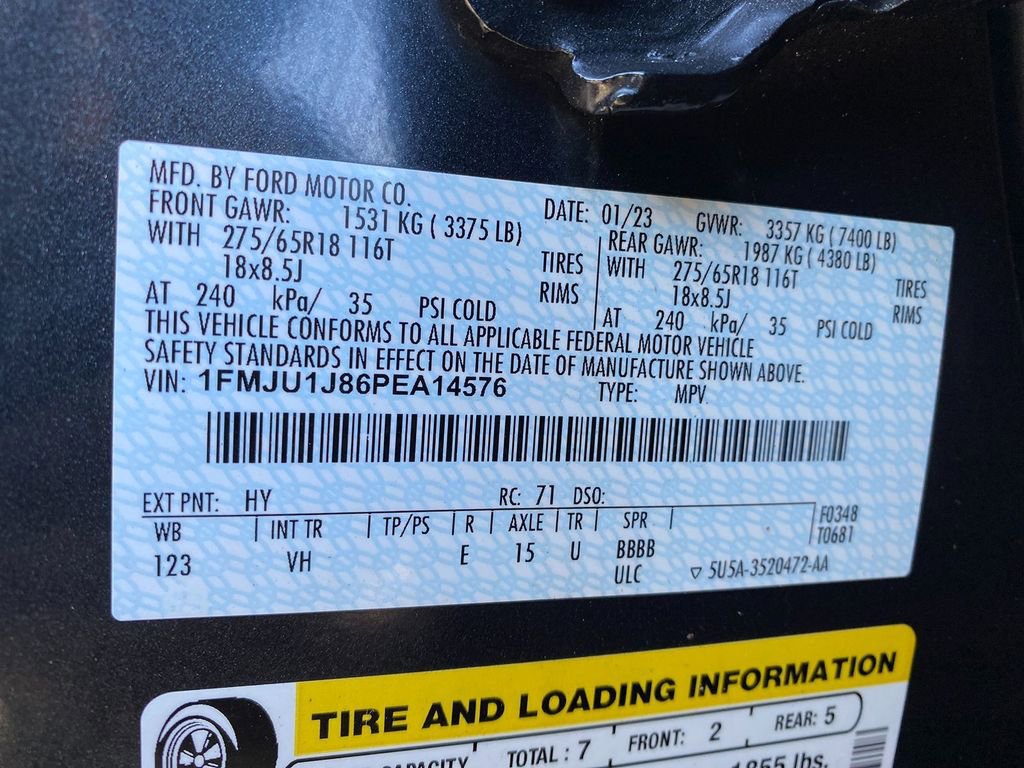 MFD. BY FORD MOTOR CO.
DATE: 01/23 GVWR: 3357 KG ( 7400 LB)
FRONT GAWR: 1531 KG ( 3375 LB)
REAR GAWR: 1987 KG ( 4380 LB)
WITH 275/65R18 116T TIRES
WITH 275/65R18 116T TIRES
18x8.5J RIMS
18x8.5J RIMS
AT 240 kPa/ 35 PSI COLD
AT 240 kPa/ 35 PSI COLD
THIS VEHICLE CONFORMS TO ALL APPLICABLE FEDERAL MOTOR VEHICLE
SAFETY STANDARDS IN EFFECT ON THE DATE OF MANUFACTURE SHOWN ABOVE.
VIN: 1FMJU1J86PEA14576 TYPE: MPV
EXT PNT: HY RC: 71 DSO:
WB | INT TR | TP/PS | R | AXLE | TR | SPR | F0348
T0681
123 VH E 15 U BBBB
ULC ▽ 5U5A-3520472-AA
TIRE AND LOADING INFORMATION
CAPACITY TOTAL : 7 FRONT: 2 REAR: 5
1855 lbs.